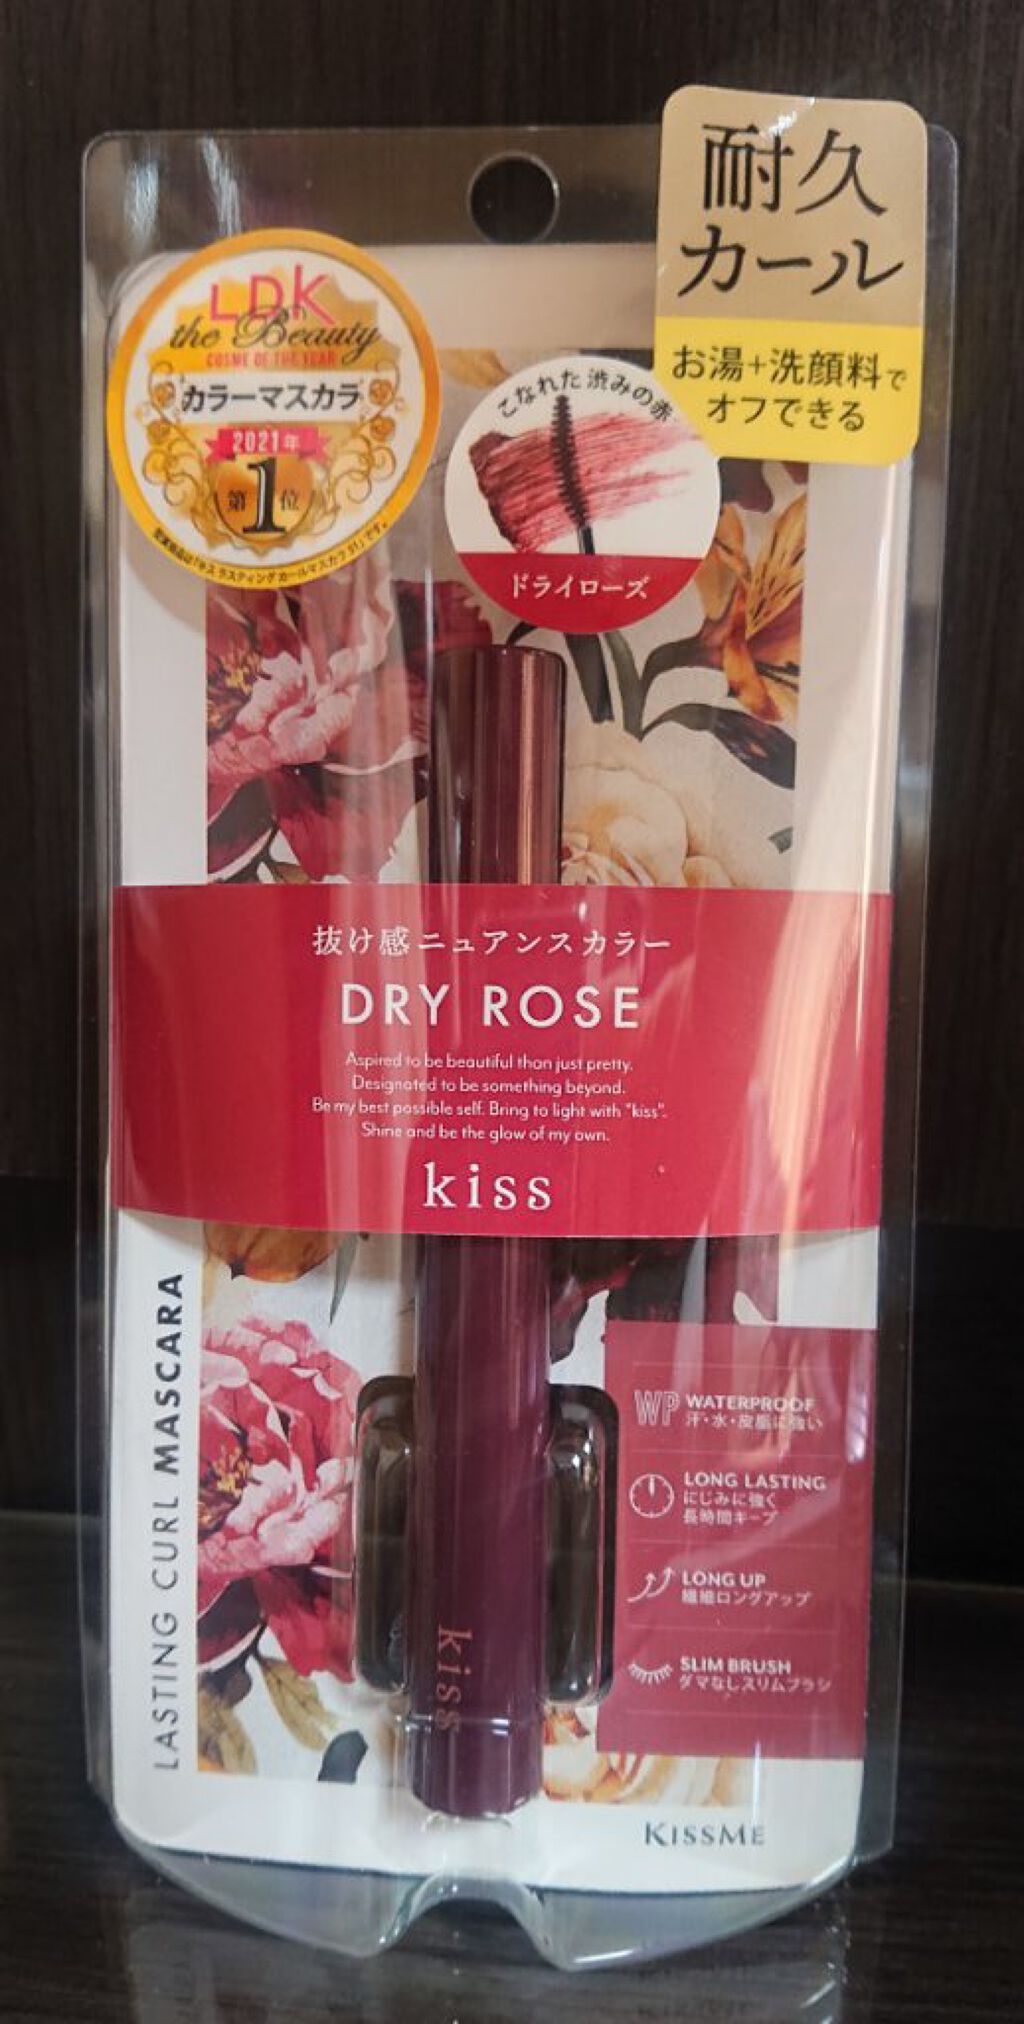 耐久
カール
お湯+洗顔料で
オフできる
LDK
the Beauty
COSME OF THE YEAR
カラーマスカラ
2021年
第1位
こなれた渋みの赤
ドライローズ
抜け感ニュアンスカラー
DRY ROSE
Aspired to be beautiful than just pretty.
Designated to be something beyond.
Be my best possible self. Bring to light with "kiss".
Shine and be the glow of my own.
kiss
LASTING CURL MASCARA
WP WATERPROOF
汗・水・皮脂に強い
LONG LASTING
にじみに強く
長時間キープ
LONG UP
繊細ロングアップ
SLIM BRUSH
ダマなしスリムブラシ
kiss
KISSME